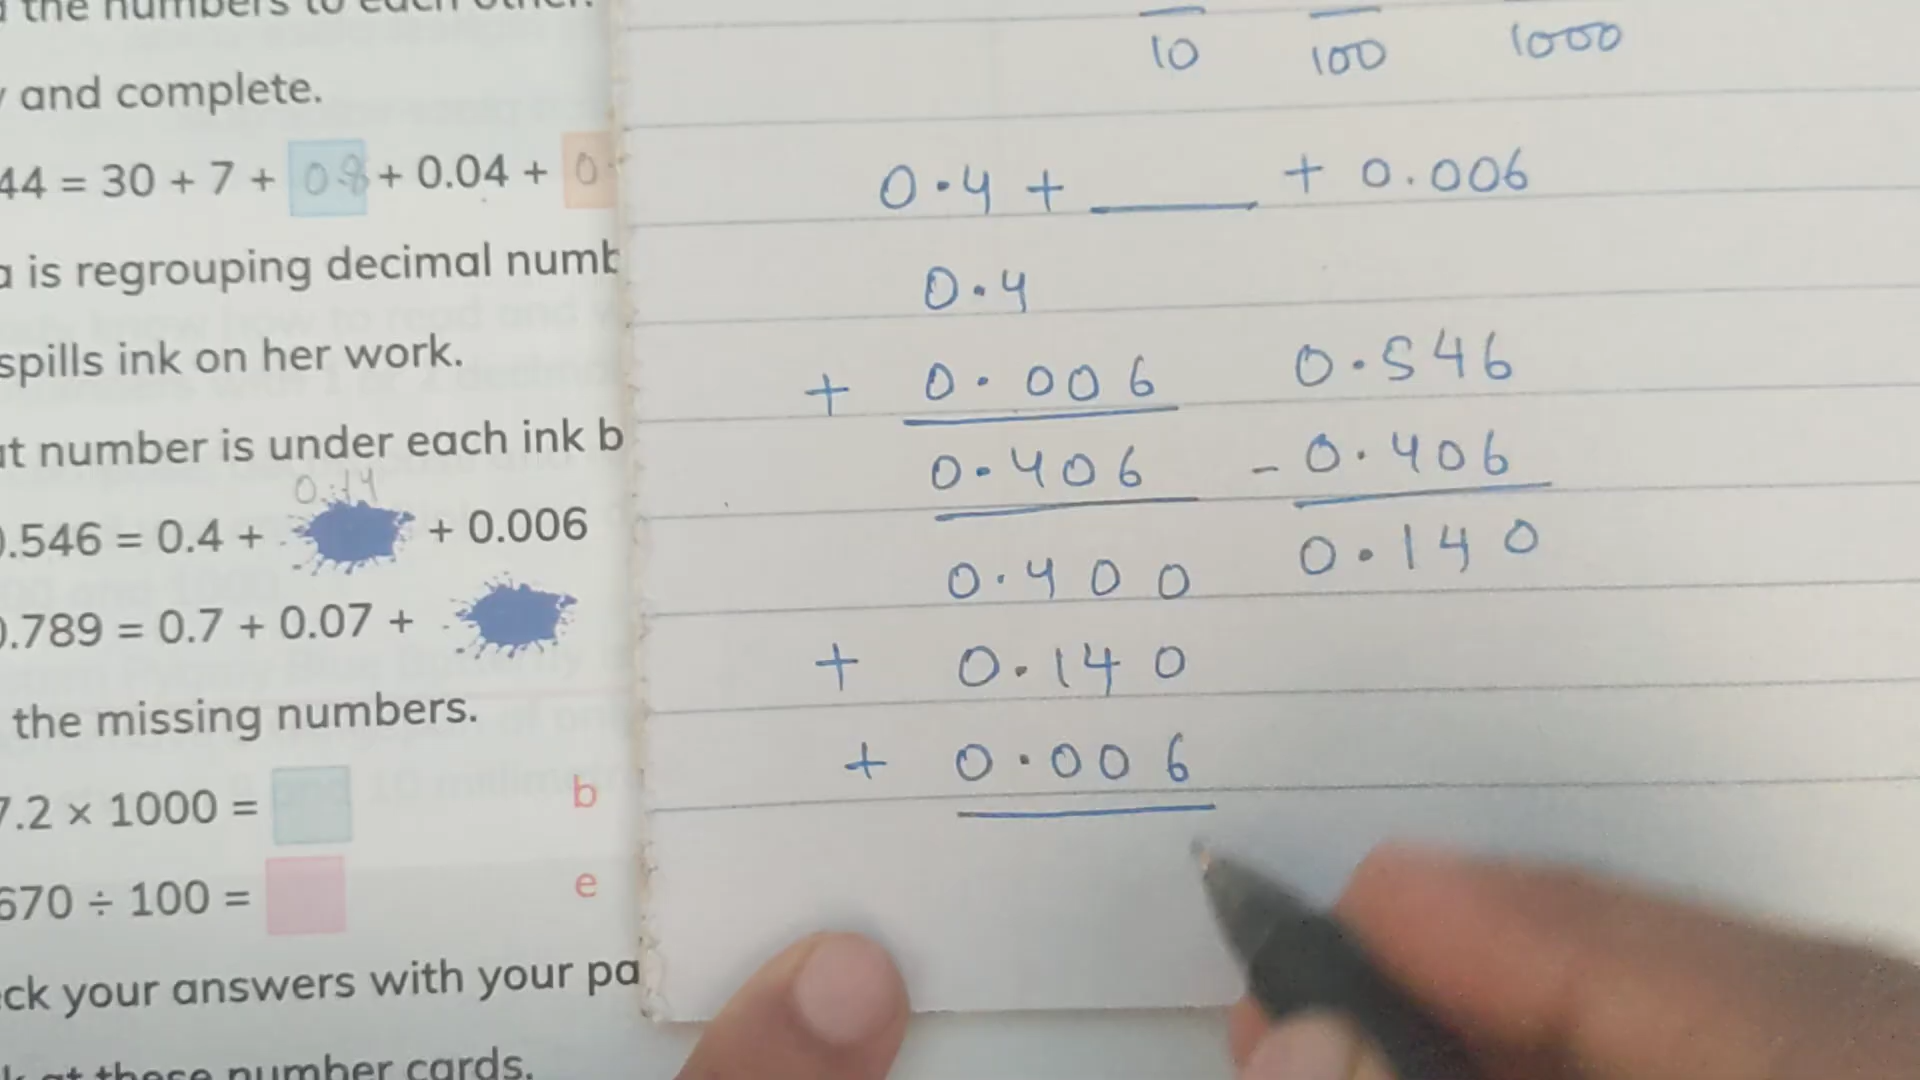 the numbers to each other.
and complete.
44 = 30 + 7 + 0.8 + 0.04 + 0.
is regrouping decimal numb
spills ink on her work.
at number is under each ink b
0.14
0.546 = 0.4 + + 0.006
0.789 = 0.7 + 0.07 +
the missing numbers.
7.2 × 1000 = b
670 ÷ 100 = e
ck your answers with your pa
k at these number cards.
10 100 1000
0.4 + ____ + 0.006
0.4
+ 0.006
0.406
0.546
- 0.406
0.140
0.400
+ 0.140
+ 0.006